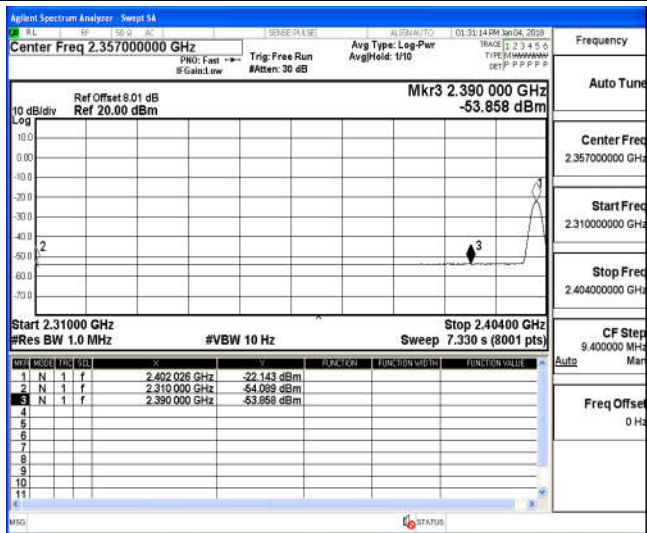 Agilent Spectrum Analyzer - Swept SA
RL RF 50 Ω AC SENSE:PULSE ALIGNAUTO 01:31:14 PM Jan 04, 2018
Center Freq 2.357000000 GHz
PNO: Fast
IFGain:Low
Trig: Free Run
#Atten: 30 dB
Avg Type: Log-Pwr
Avg|Hold: 1/10
TRACE 1 2 3 4 5 6
TYPE MWWWWW
DET P P P P P P
Ref Offset 8.01 dB
Ref 20.00 dBm
10 dB/div
Log
Mkr3 2.390 000 GHz
-53.858 dBm
10.0
0.00
-10.0
-20.0
-30.0
-40.0
-50.0
-60.0
-70.0
1
2
3
Start 2.31000 GHz
Stop 2.40400 GHz
#Res BW 1.0 MHz
#VBW 10 Hz
Sweep 7.330 s (8001 pts)
MKR MODE TRC SCL X Y FUNCTION FUNCTION WIDTH FUNCTION VALUE
1 N 1 f 2.402 026 GHz -22.143 dBm
2 N 1 f 2.310 000 GHz -54.089 dBm
3 N 1 f 2.390 000 GHz -53.858 dBm
4
5
6
7
8
9
10
11
MSG
STATUS
Frequency
Auto Tune
Center Freq
2.357000000 GHz
Start Freq
2.310000000 GHz
Stop Freq
2.404000000 GHz
CF Step
9.400000 MHz
Auto Man
Freq Offset
0 Hz